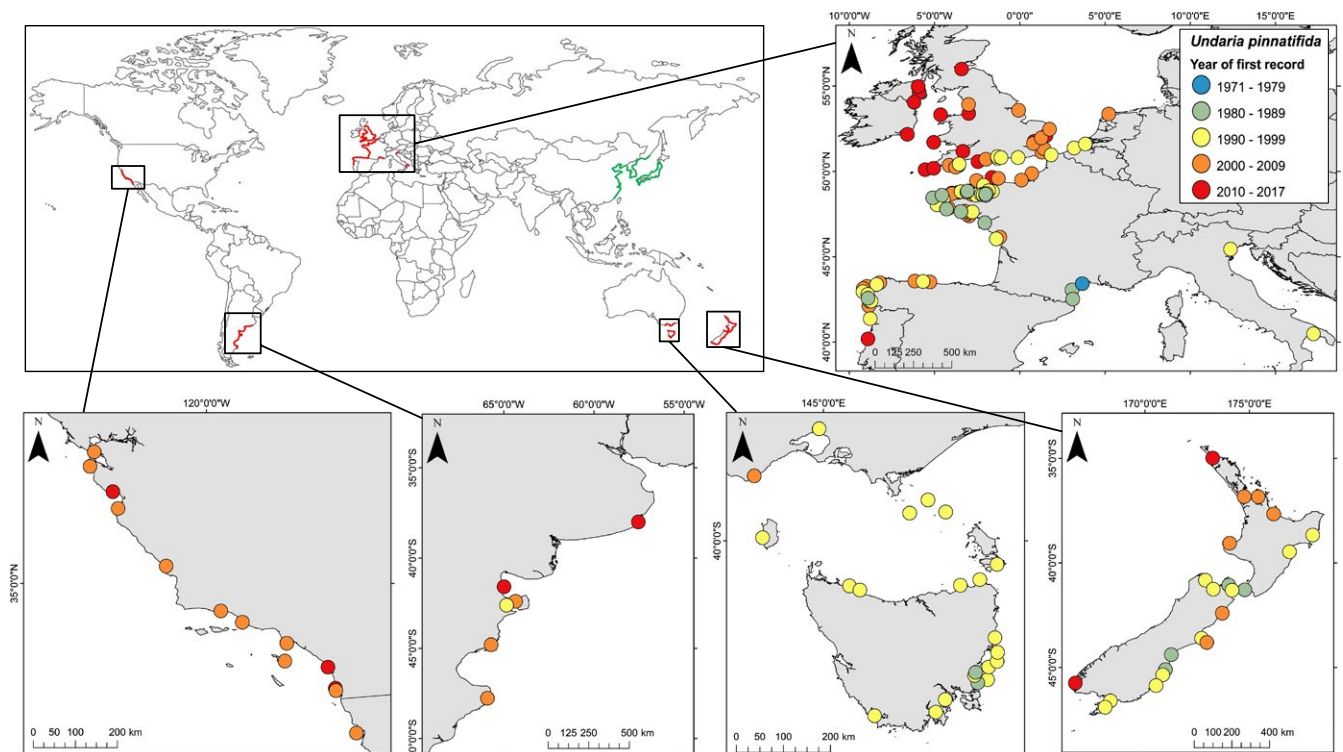 10°0'0"W 5°0'0"W 0°0'0" 5°0'0"E 10°0'0"E 15°0'0"E
N
Undaria pinnatifida
Year of first record
1971 - 1979
1980 - 1989
1990 - 1999
2000 - 2009
2010 - 2017
55°0'0"N
50°0'0"N
45°0'0"N
40°0'0"N
0 125 250 500 km
120°0'0"W
N
35°0'0"N
0 50 100 200 km
65°0'0"W 60°0'0"W 55°0'0"W
N
35°0'0"S
40°0'0"S
45°0'0"S
50°0'0"S
0 125 250 500 km
145°0'0"E
N
40°0'0"S
0 50 100 200 km
170°0'0"E 175°0'0"E
N
35°0'0"S
40°0'0"S
45°0'0"S
0 100 200 400 km